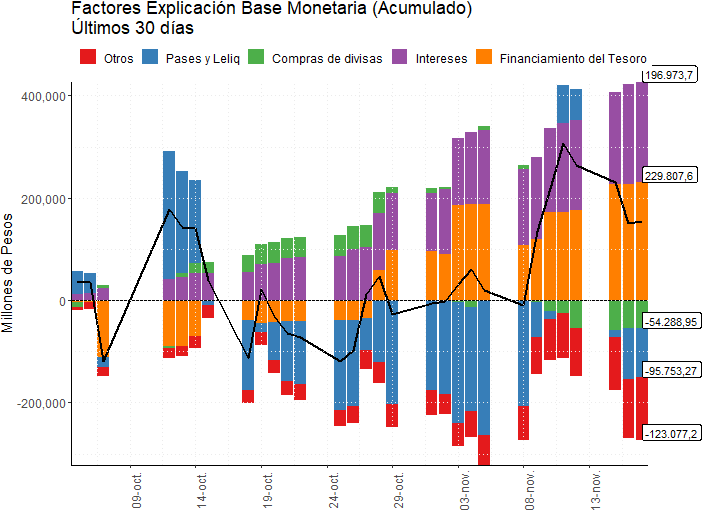 Factores Explicación Base Monetaria (Acumulado)
Últimos 30 días
Otros Pases y Leliq Compras de divisas Intereses Financiamiento del Tesoro
Millones de Pesos
400,000
200,000
0
-200,000
196.973,7
229.807,6
-54.288,95
-95.753,27
-123.077,2
09-oct. 14-oct. 19-oct. 24-oct. 29-oct. 03-nov. 08-nov. 13-nov.